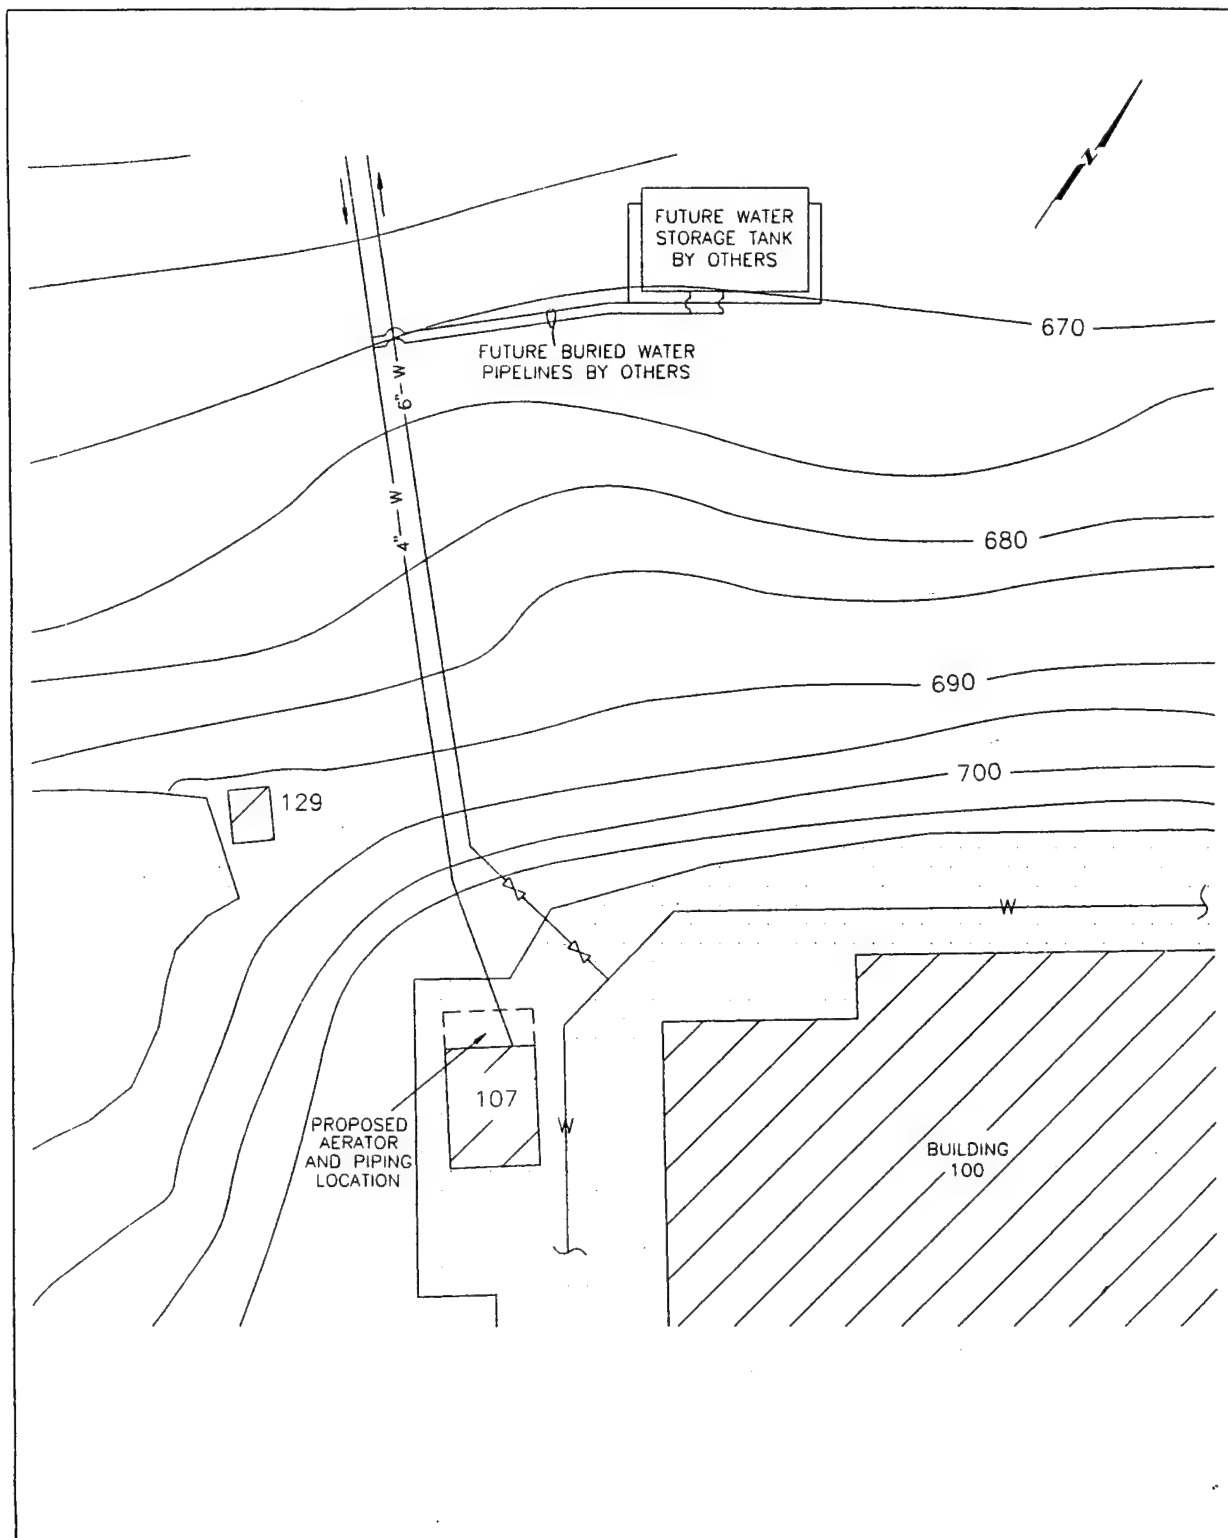 N
FUTURE WATER
STORAGE TANK
BY OTHERS
670
FUTURE BURIED WATER
PIPELINES BY OTHERS
6" W
4" W
680
690
700
129
W
107
W
PROPOSED
AERATOR
AND PIPING
LOCATION
BUILDING
100